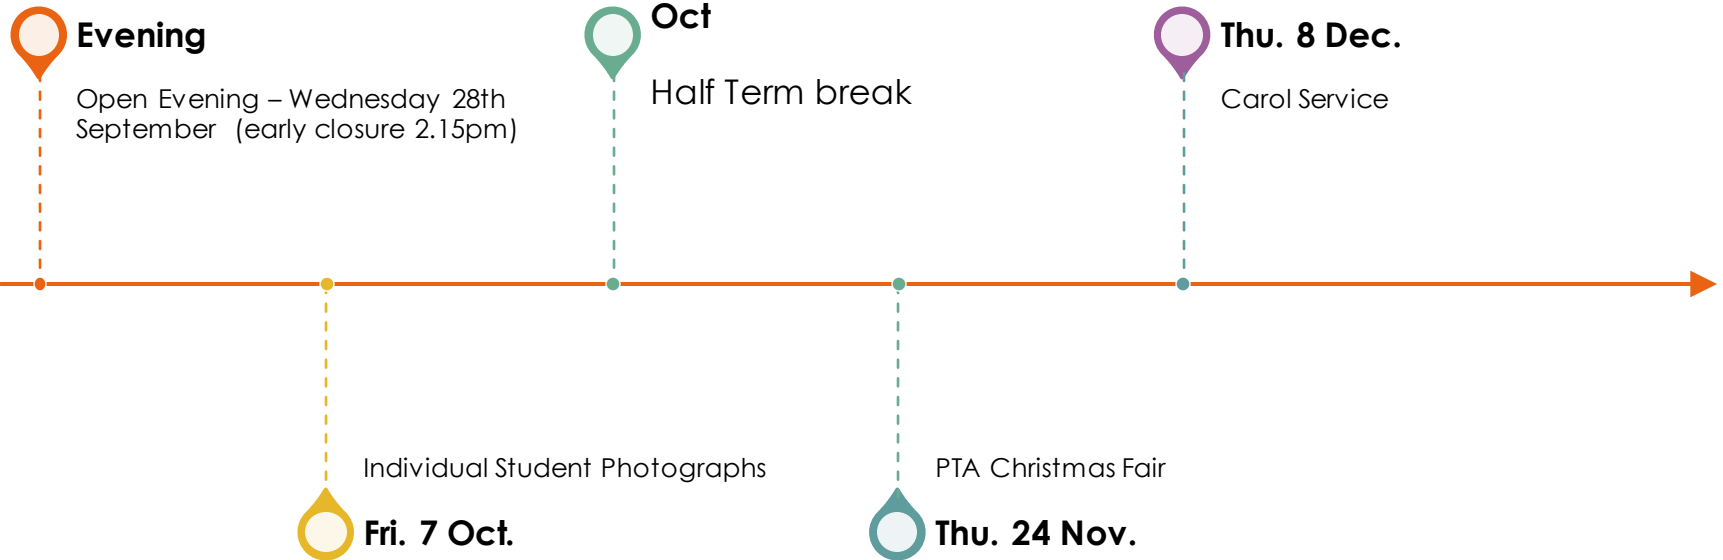 Evening
Open Evening – Wednesday 28th
September (early closure 2.15pm)
Oct
Half Term break
Thu. 8 Dec.
Carol Service
Individual Student Photographs
Fri. 7 Oct.
PTA Christmas Fair
Thu. 24 Nov.